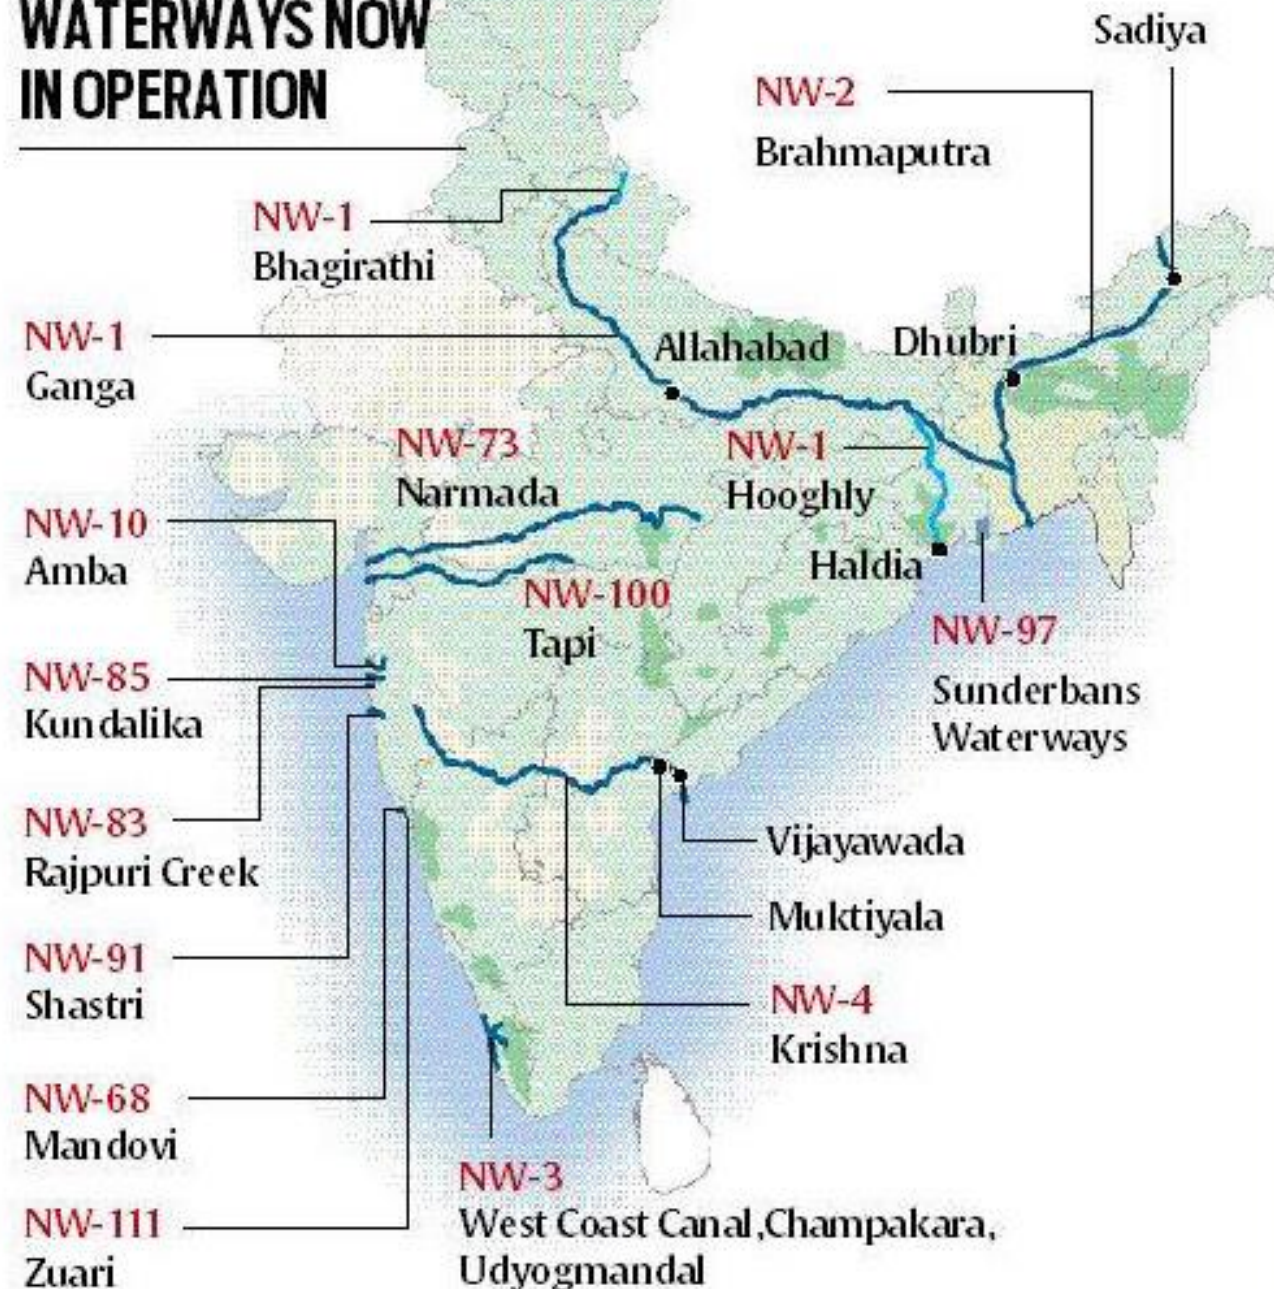 WATERWAYS NOW
IN OPERATION
Sadiya
NW-2
Brahmaputra
NW-1
Bhagirathi
NW-1
Ganga
Allahabad
Dhubri
NW-73
Narmada
NW-1
Hooghly
NW-10
Amba
Haldia
NW-100
Tapi
NW-97
Sunderbans
Waterways
NW-85
Kundalika
NW-83
Rajpuri Creek
Vijayawada
Muktiyala
NW-91
Shastri
NW-4
Krishna
NW-68
Mandovi
NW-3
West Coast Canal,Champakara,
Udyogmandal
NW-111
Zuari